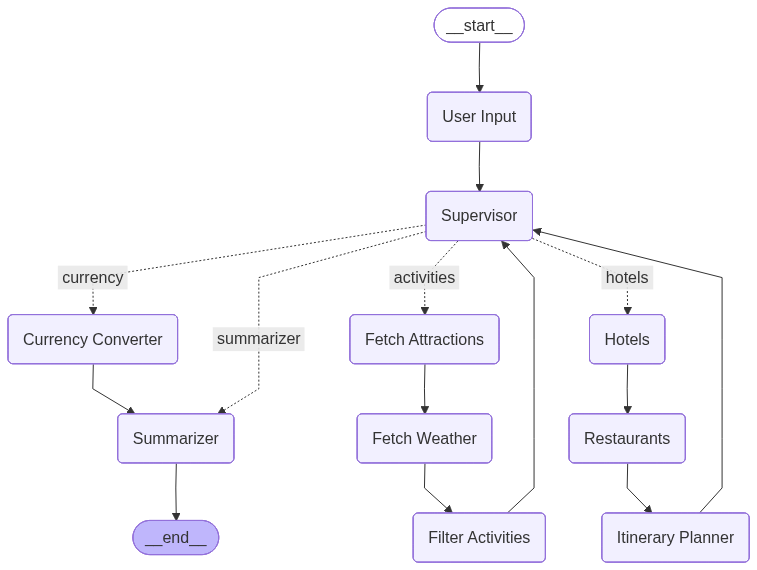 __start__
User Input
Supervisor
currency
activities
hotels
Currency Converter
summarizer
Fetch Attractions
Hotels
Summarizer
Fetch Weather
Restaurants
__end__
Filter Activities
Itinerary Planner